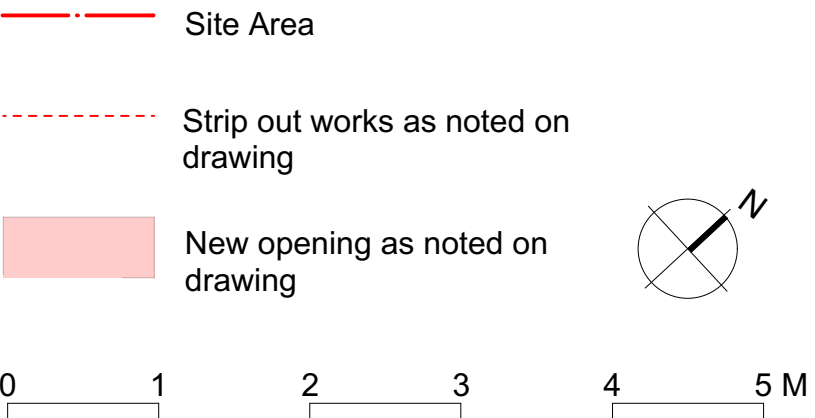 Site Area
Strip out works as noted on
drawing
N
New opening as noted on
drawing
0 1 2 3 4 5 M